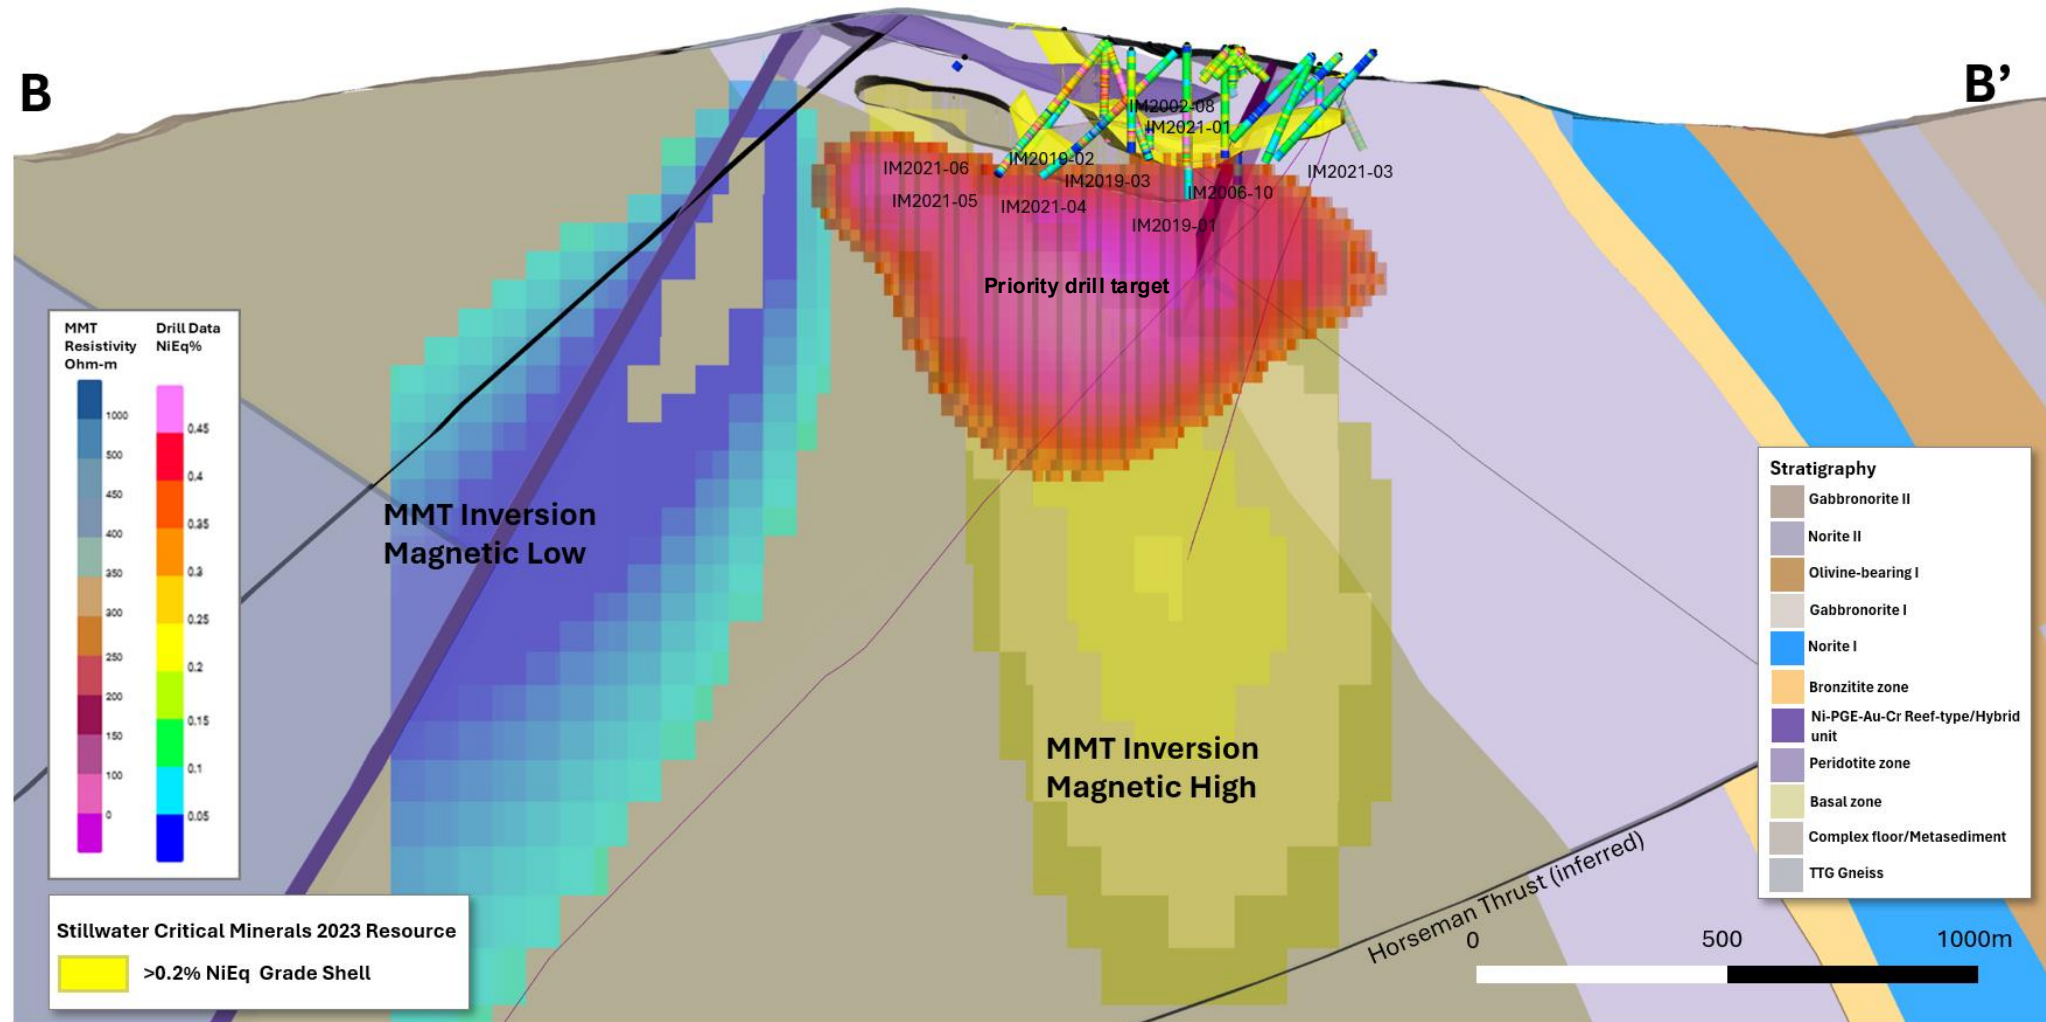 B
B’
IM2002-08
IM2021-01
IM2019-02
IM2021-06
IM2019-03
IM2021-03
IM2006-10
IM2021-05
IM2021-04
IM2019-01
Priority drill target
MMT
Resistivity
Ohm-m
1000
500
450
400
350
300
250
200
150
100
0
Drill Data
NiEq%
0.45
0.4
0.35
0.3
0.25
0.2
0.15
0.1
0.05
MMT Inversion
Magnetic Low
MMT Inversion
Magnetic High
Stratigraphy
Gabbronorite II
Norite II
Olivine-bearing I
Gabbronorite I
Norite I
Bronzitite zone
Ni-PGE-Au-Cr Reef-type/Hybrid
unit
Peridotite zone
Basal zone
Complex floor/Metasediment
TTG Gneiss
Horseman Thrust (inferred)
Stillwater Critical Minerals 2023 Resource
>0.2% NiEq Grade Shell
0 500 1000m